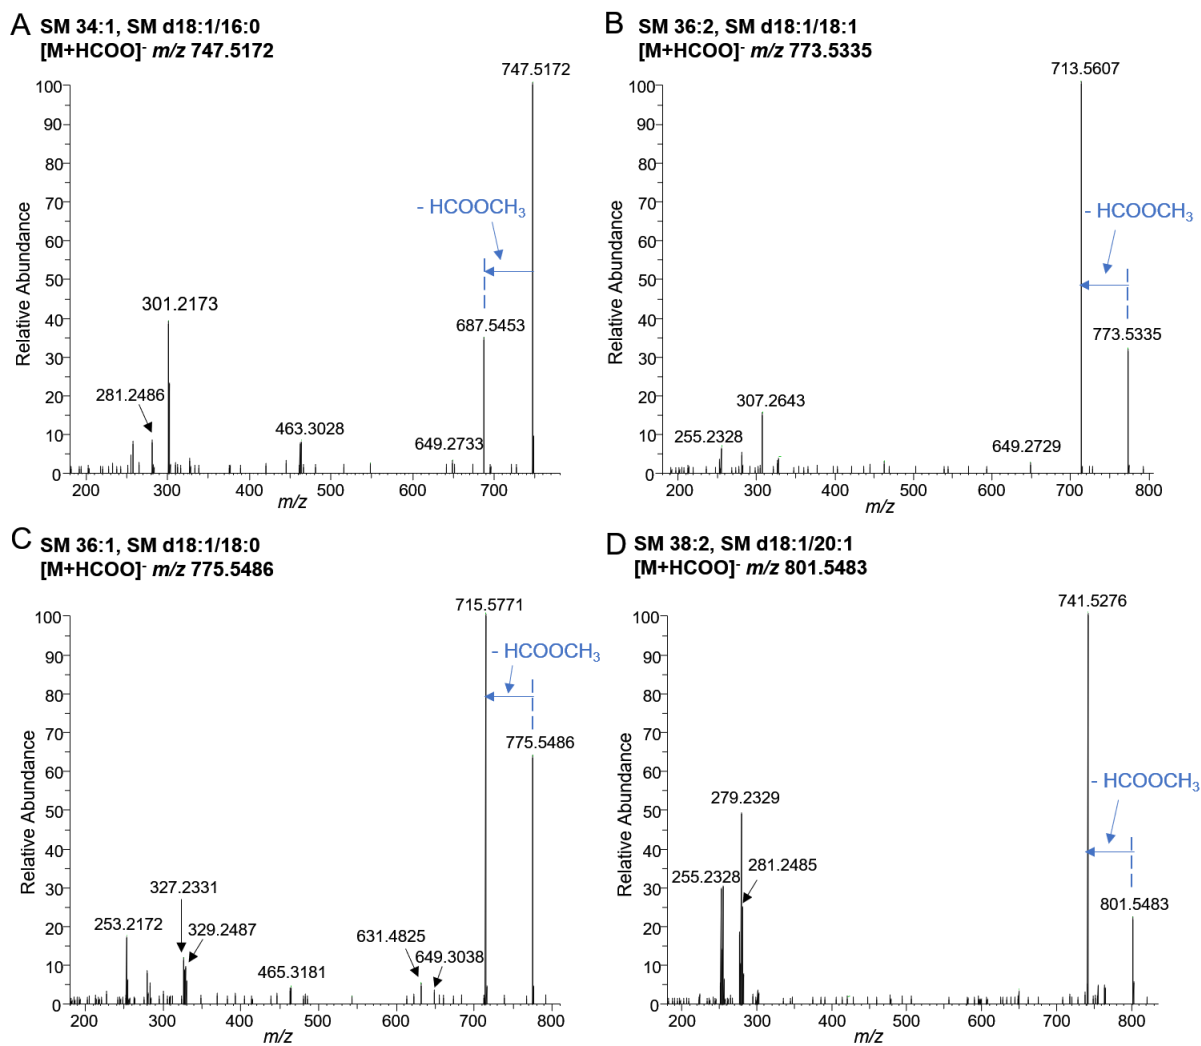 A SM 34:1, SM d18:1/16:0
[M+HCOO]- m/z 747.5172
747.5172
100
90
80
70
60
50
40
30
20
10
0
Relative Abundance
- HCOOCH3
687.5453
301.2173
281.2486
463.3028
649.2733
200 300 400 500 600 700
m/z
B SM 36:2, SM d18:1/18:1
[M+HCOO]- m/z 773.5335
713.5607
100
90
80
70
60
50
40
30
20
10
0
Relative Abundance
- HCOOCH3
773.5335
307.2643
255.2328
649.2729
200 300 400 500 600 700 800
m/z
C SM 36:1, SM d18:1/18:0
[M+HCOO]- m/z 775.5486
715.5771
100
90
80
70
60
50
40
30
20
10
0
Relative Abundance
- HCOOCH3
775.5486
327.2331
253.2172
329.2487
631.4825
649.3038
465.3181
200 300 400 500 600 700 800
m/z
D SM 38:2, SM d18:1/20:1
[M+HCOO]- m/z 801.5483
741.5276
100
90
80
70
60
50
40
30
20
10
0
Relative Abundance
- HCOOCH3
279.2329
281.2485
255.2328
801.5483
200 300 400 500 600 700 800
m/z